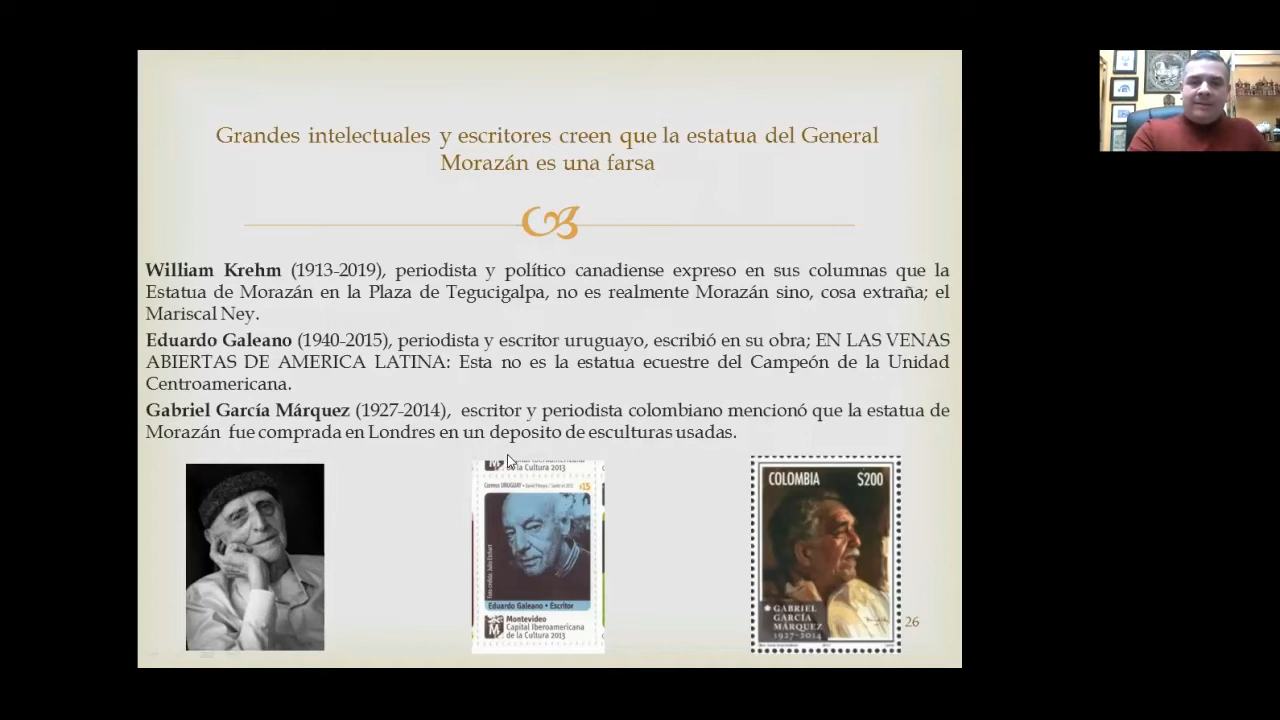 Grandes intelectuales y escritores creen que la estatua del General
Morazán es una farsa
William Krehm (1913-2019), periodista y político canadiense expreso en sus columnas que la
Estatua de Morazán en la Plaza de Tegucigalpa, no es realmente Morazán sino, cosa extraña; el
Mariscal Ney.
Eduardo Galeano (1940-2015), periodista y escritor uruguayo, escribió en su obra; EN LAS VENAS
ABIERTAS DE AMERICA LATINA: Esta no es la estatua ecuestre del Campeón de la Unidad
Centroamericana.
Gabriel García Márquez (1927-2014), escritor y periodista colombiano mencionó que la estatua de
Morazán fue comprada en Londres en un deposito de esculturas usadas.
de la Cultura 2013
Correos URUGUAY
$15
Eduardo Galeano • Escritor
Montevideo
Capital Iberoamericana
de la Cultura 2013
COLOMBIA $200
GABRIEL
GARCÍA
MÁRQUEZ
1927-2014
26